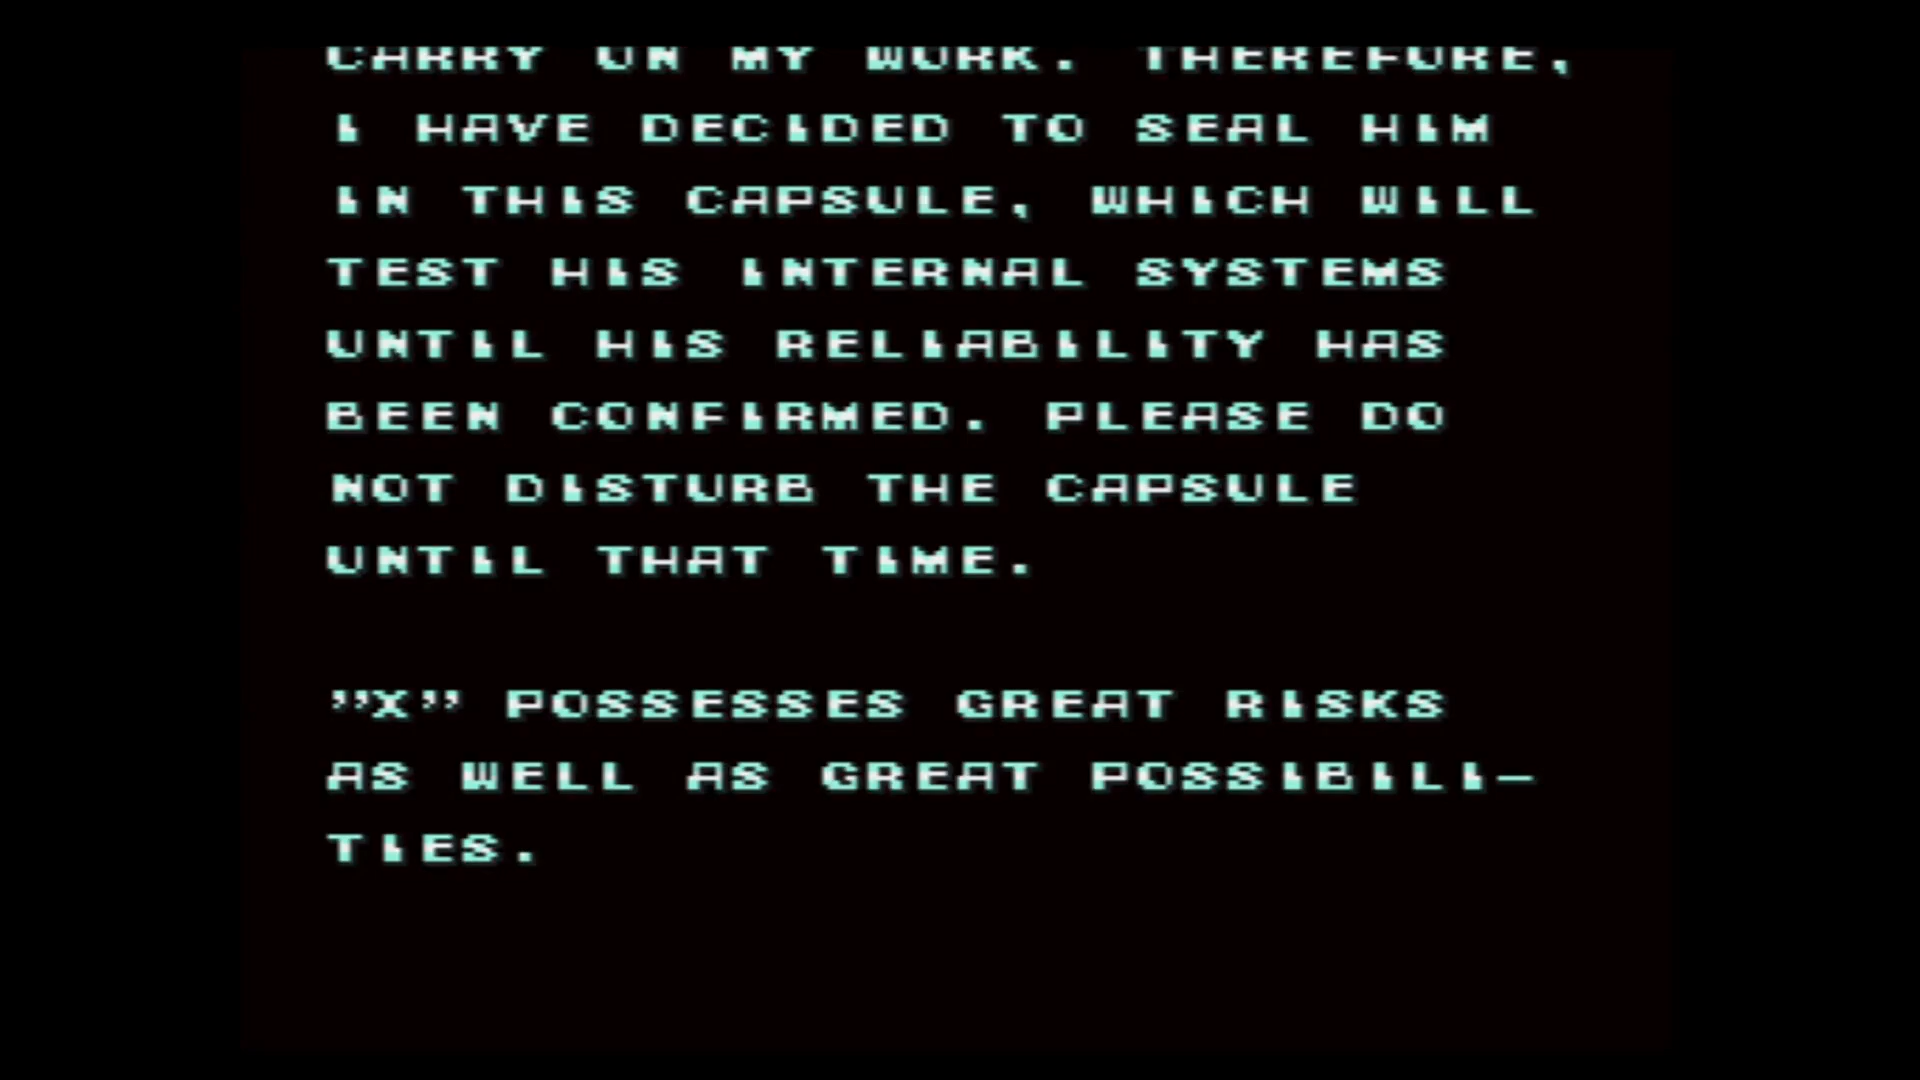 CARRY ON MY WORK. THEREFORE,
I HAVE DECIDED TO SEAL HIM
IN THIS CAPSULE, WHICH WILL
TEST HIS INTERNAL SYSTEMS
UNTIL HIS RELIABILITY HAS
BEEN CONFIRMED. PLEASE DO
NOT DISTURB THE CAPSULE
UNTIL THAT TIME.
”X” POSSESSES GREAT RISKS
AS WELL AS GREAT POSSIBILI-
TIES.